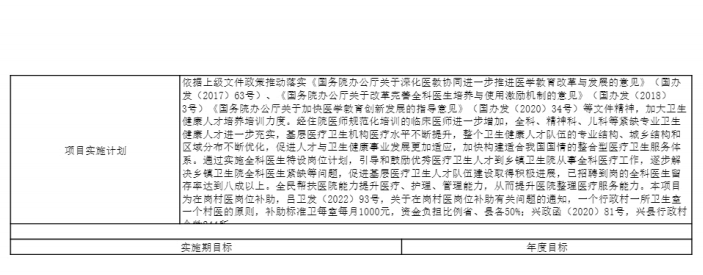 依据上级文件政策推动落实《国务院办公厅关于深化医教协同进一步推进医学教育改革与发展的意见》（国办
发（2017）63号）、《国务院办公厅关于改革完善全科医生培养与使用激励机制的意见》（国办发（2018）
3号）《国务院办公厅关于加快医学教育创新发展的指导意见》（国办发（2020）34号）等文件精神，加大卫生
健康人才培养培训力度。经住院医师规范化培训的临床医师进一步增加，全科、精神科、儿科等紧缺专业卫生
健康人才进一步充实，基层医疗卫生机构医疗水平不断提升，整个卫生健康人才队伍的专业结构、城乡结构和
区域分布不断优化，促进人才与卫生健康事业发展更加适应，加快构建适合我国国情的整合型医疗卫生服务体
系。通过实施全科医生特设岗位计划，引导和鼓励优秀医疗卫生人才到乡镇卫生院从事全科医疗工作，逐步解
决乡镇卫生院全科医生紧缺等问题，促进基层医疗卫生人才队伍建设取得积极进展，已招聘到岗的全科医生留
存率达到八成以上。全民帮扶医院能力提升医疗、护理、管理能力，从而提升医院整理医疗服务能力。本项目
为在岗村医岗位补助，吕卫发（2022）93号，关于在岗村医岗位补助有关问题的通知，一个行政村一所卫生室
一个村医的原则，补助标准卫每室每月1000元，资金负担比例省、县各50%；兴政函（2020）81号，兴县行政村
项目实施计划
实施期目标 年度目标